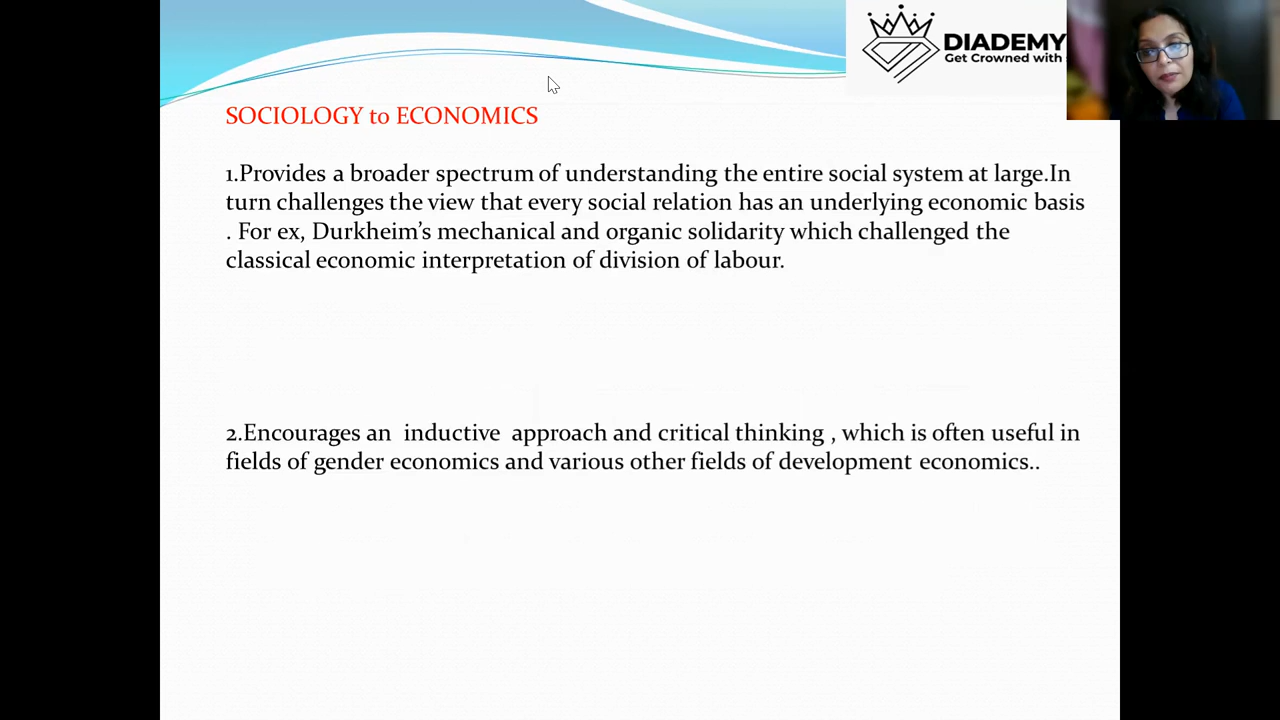 DIADEMY
Get Crowned with
SOCIOLOGY to ECONOMICS
1.Provides a broader spectrum of understanding the entire social system at large.In
turn challenges the view that every social relation has an underlying economic basis
. For ex, Durkheim’s mechanical and organic solidarity which challenged the
classical economic interpretation of division of labour.
2.Encourages an inductive approach and critical thinking , which is often useful in
fields of gender economics and various other fields of development economics..